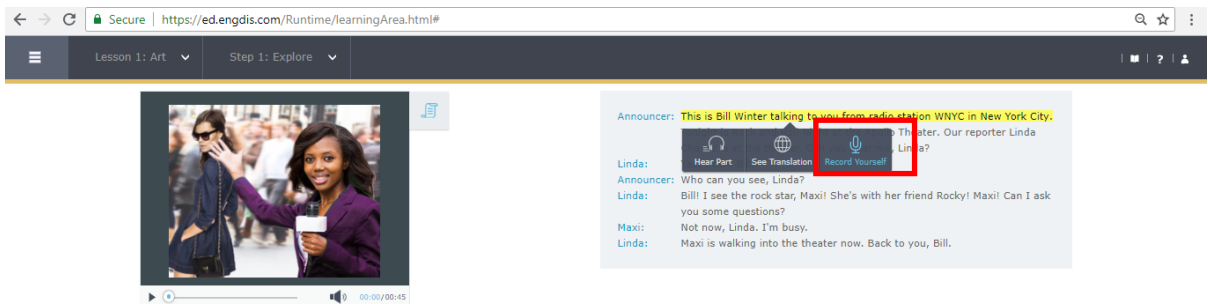 Secure | https://ed.engdis.com/Runtime/learningArea.html#
Lesson 1: Art Step 1: Explore | | ? |
Announcer: This is Bill Winter talking to you from radio station WNYC in New York City.
Theater. Our reporter Linda
Hear Part See Translation Record Yourself
Linda:
Announcer: Who can you see, Linda?
Linda: Bill! I see the rock star, Maxi! She's with her friend Rocky! Maxi! Can I ask
you some questions?
Maxi: Not now, Linda. I'm busy.
Linda: Maxi is walking into the theater now. Back to you, Bill.
00:00/00:45